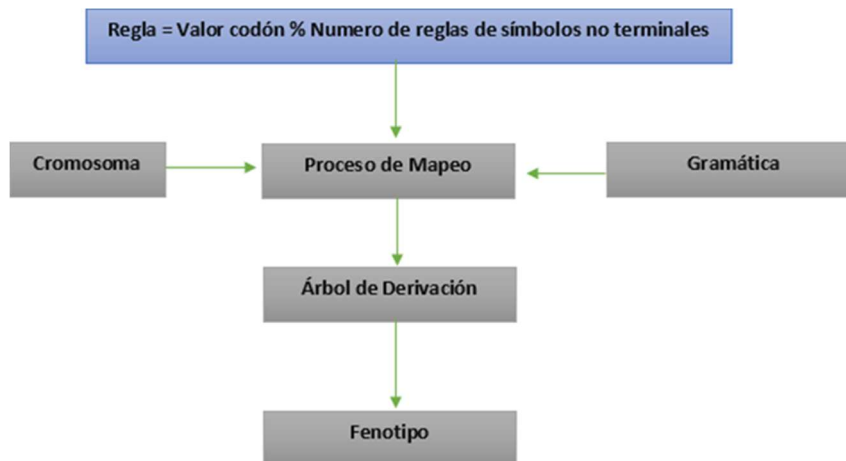 Regla = Valor codón % Numero de reglas de símbolos no terminales
Cromosoma
Proceso de Mapeo
Gramática
Árbol de Derivación
Fenotipo